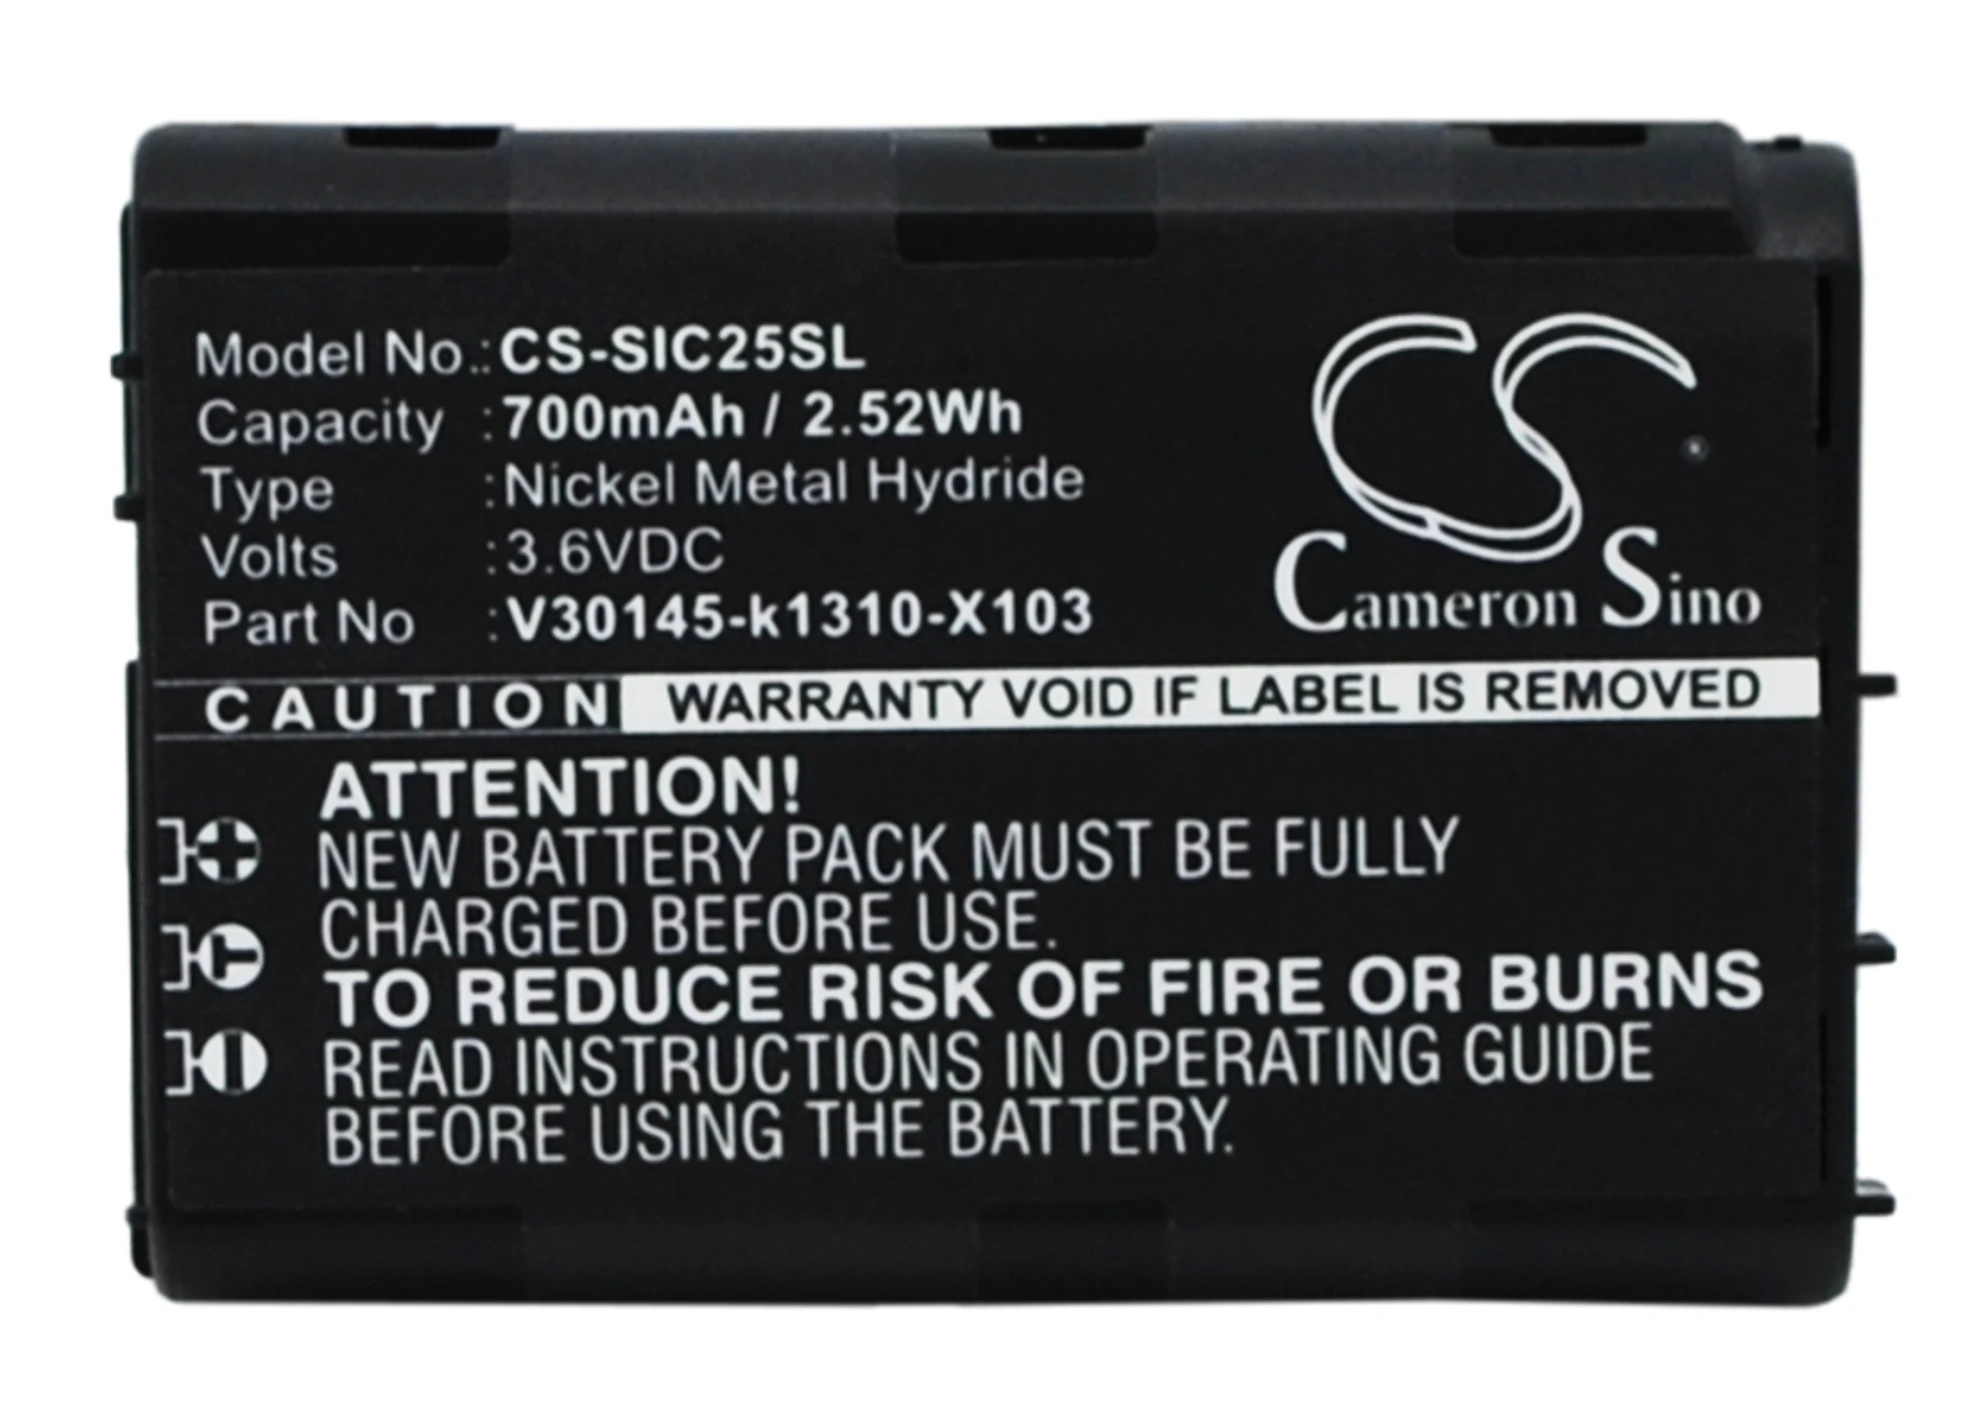 Model No.:CS-SIC25SL
Capacity :700mAh / 2.52Wh
Type :Nickel Metal Hydride
Volts :3.6VDC
Part No :V30145-k1310-X103
CS
Cameron Sino
CAUTION WARRANTY VOID IF LABEL IS REMOVED
ATTENTION!
NEW BATTERY PACK MUST BE FULLY
CHARGED BEFORE USE.
TO REDUCE RISK OF FIRE OR BURNS
READ INSTRUCTIONS IN OPERATING GUIDE
BEFORE USING THE BATTERY.